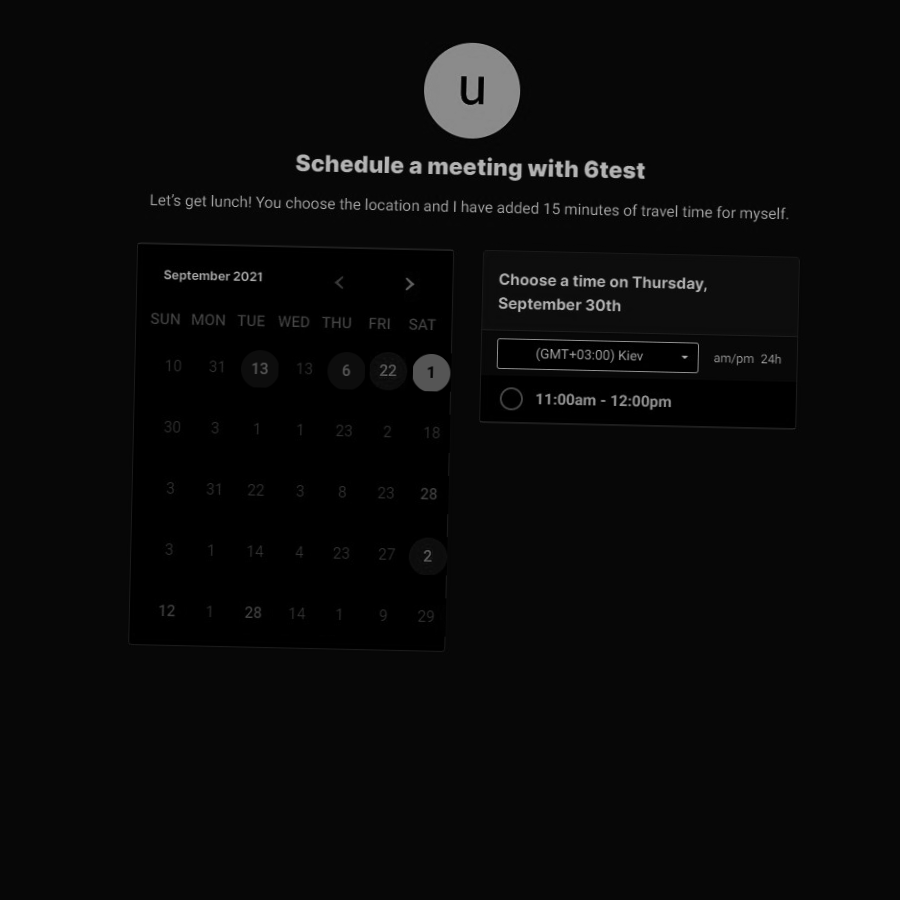 u
Schedule a meeting with 6test
Let's get lunch! You choose the location and I have added 15 minutes of travel time for myself.
September 2021
SUN MON TUE WED THU FRI SAT
10 31 13 13 6 22 1
30 3 1 1 23 2 18
3 31 22 3 8 23 28
3 1 14 4 23 27 2
12 1 28 14 1 9 29
Choose a time on Thursday,
September 30th
(GMT+03:00) Kiev am/pm 24h
11:00am - 12:00pm